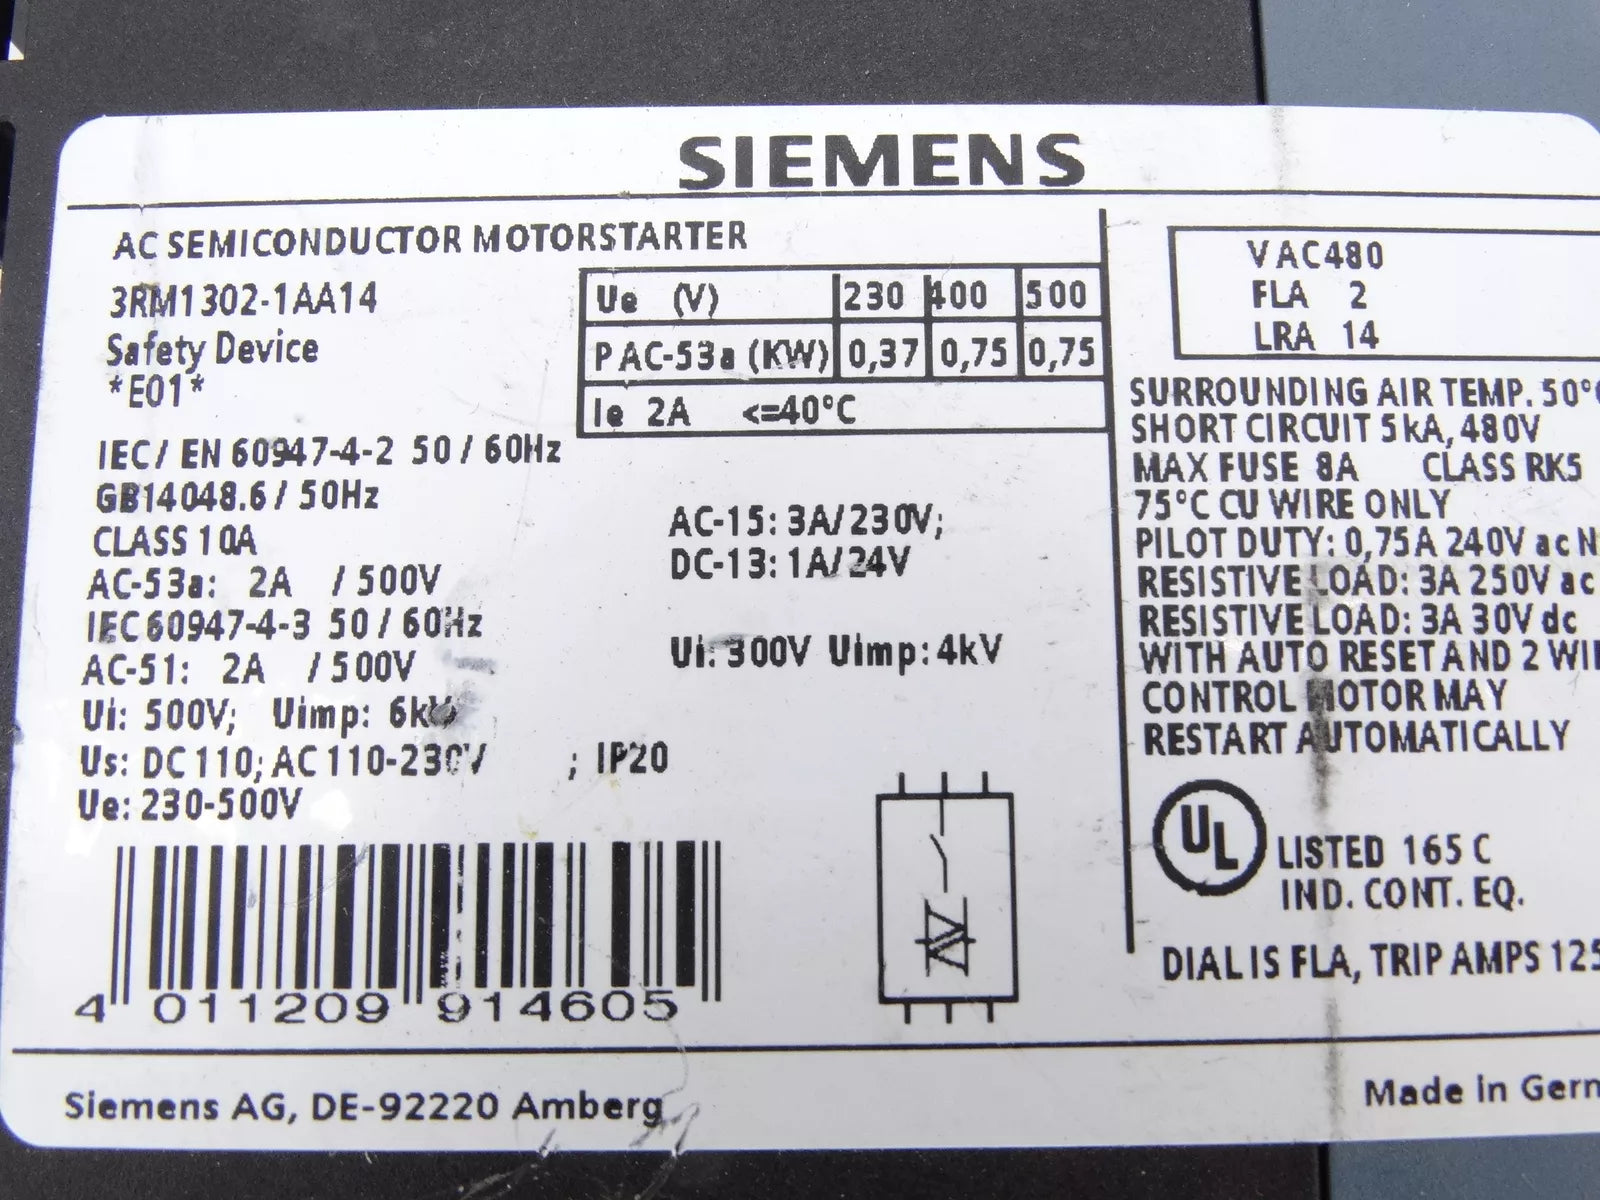 SIEMENS
AC SEMICONDUCTOR MOTORSTARTER
3RM1302-1AA14
Safety Device
*E01*
Ue (V) 230 400 500
P AC-53a (KW) 0,37 0,75 0,75
Ie 2A <=40°C
IEC/ EN 60947-4-2 50 / 60Hz
GB14048.6 / 50Hz
CLASS 10A
AC-53a: 2A / 500V
IEC60947-4-3 50 / 60Hz
AC-51: 2A / 500V
Ui: 500V; Uimp: 6kV
Us: DC 110; AC 110-230V ; IP20
Ue: 230-500V
AC-15: 3A/230V;
DC-13: 1A/24V
Ui: 300V Uimp: 4kV
4 011209 914605
V AC480
FLA 2
LRA 14
SURROUNDING AIR TEMP. 50°
SHORT CIRCUIT 5kA, 480V
MAX FUSE 8A CLASS RK5
75°C CU WIRE ONLY
PILOT DUTY: 0,75A 240V ac
RESISTIVE LOAD: 3A 250V ac
RESISTIVE LOAD: 3A 30V dc
WITH AUTO RESET AND 2
CONTROL MOTOR MAY
RESTART AUTOMATICALLY
UL LISTED 165C
IND. CONT. EQ.
DIAL IS FLA, TRIP AMPS 125
Siemens AG, DE-92220 Amberg
Made in Germ